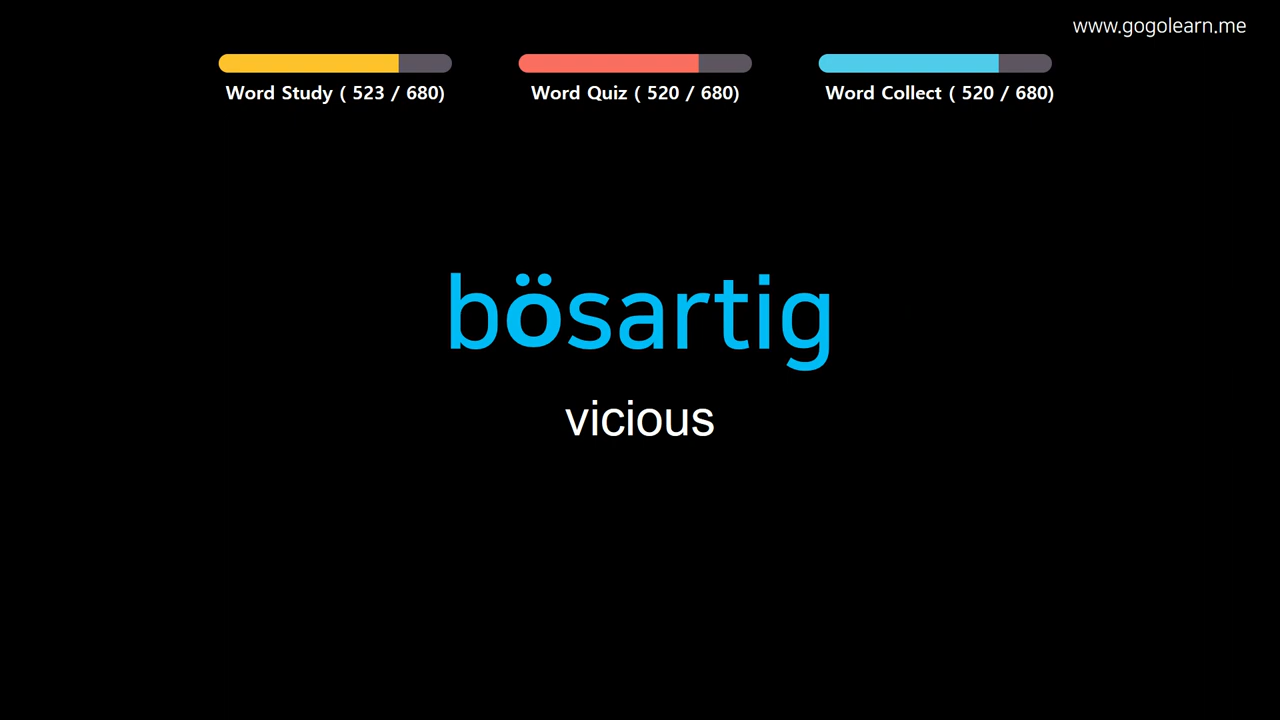 www.gogolearn.me
Word Study ( 523 / 680)
Word Quiz ( 520 / 680)
Word Collect ( 520 / 680)
bösartig
vicious